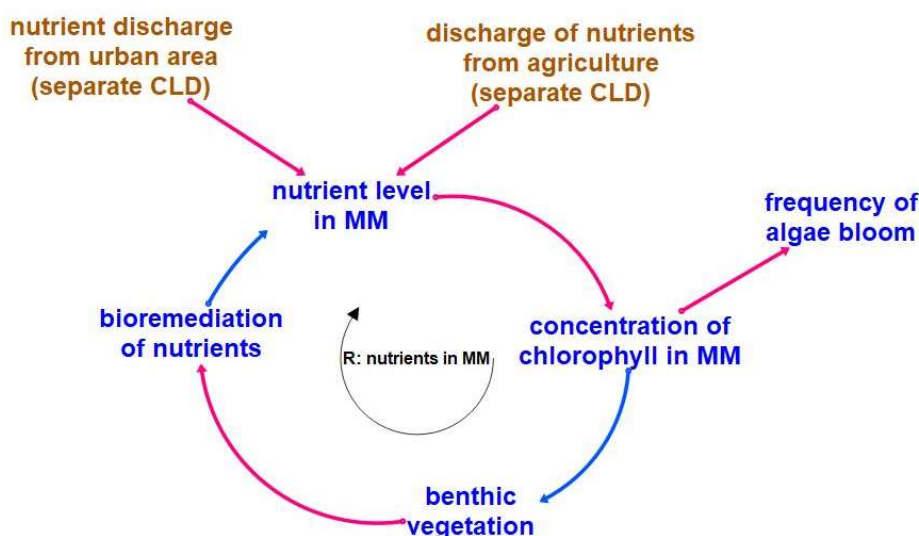 nutrient discharge
from urban area
(separate CLD)
discharge of nutrients
from agriculture
(separate CLD)
nutrient level
in MM
frequency of
algae bloom
bioremediation
of nutrients
R: nutrients in MM
concentration of
chlorophyll in MM
benthic
vegetation